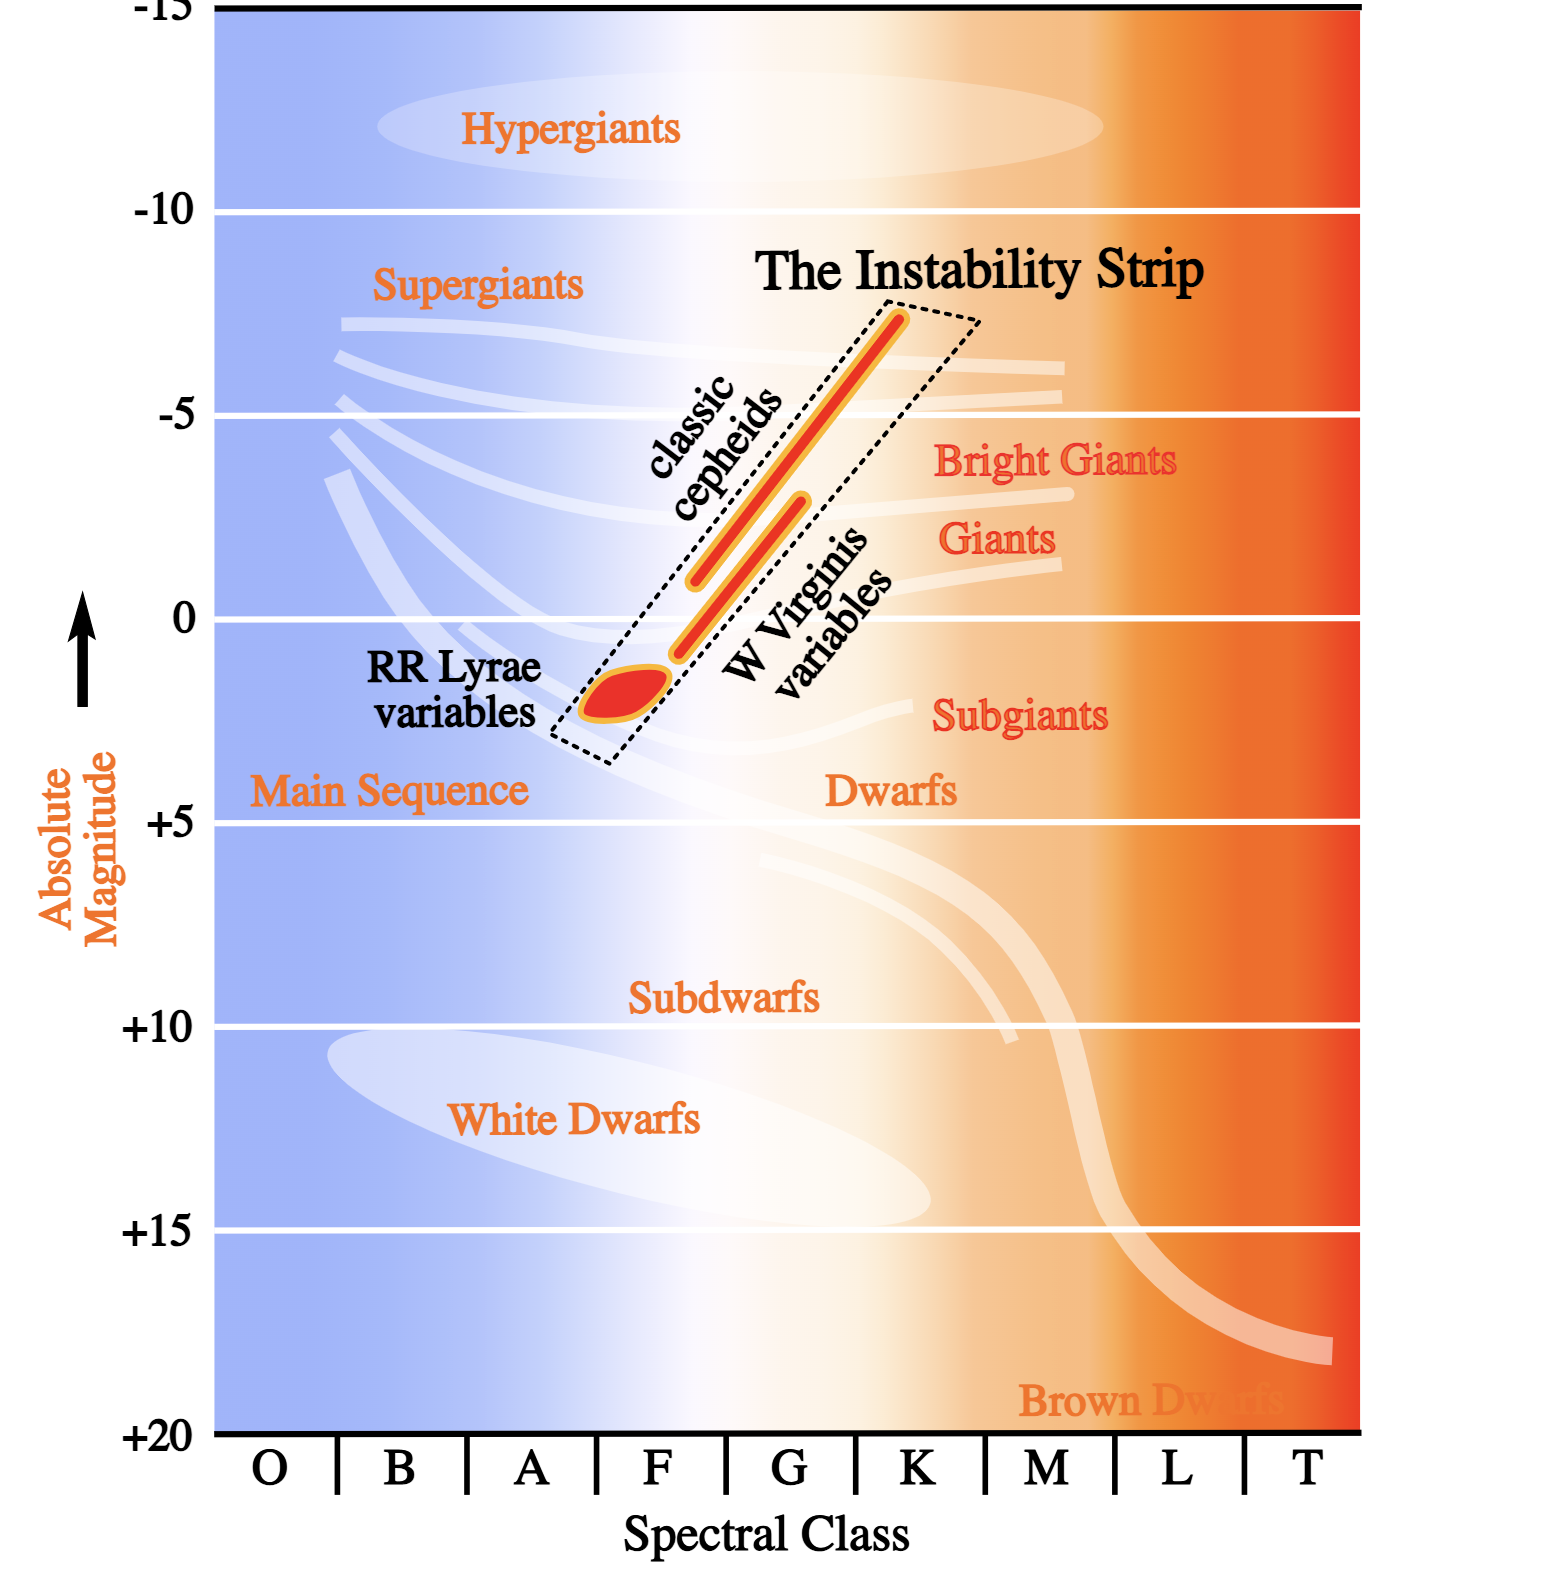 -15
Hypergiants
-10
The Instability Strip
Supergiants
classic
cepheids
-5
Bright Giants
Giants
W Virginis
variables
0
RR Lyrae
variables
Subgiants
Main Sequence
Dwarfs
Absolute
Magnitude
+5
Subdwarfs
+10
White Dwarfs
+15
Brown Dwarfs
+20
O B A F G K M L T
Spectral Class